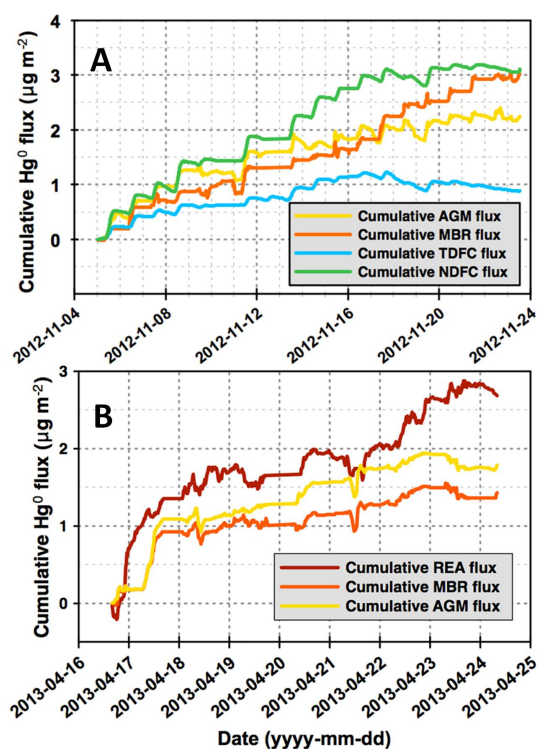 A
Cumulative Hg⁰ flux (µg m⁻²)
4
3
2
1
0
Cumulative AGM flux
Cumulative MBR flux
Cumulative TDFC flux
Cumulative NDFC flux
2012-11-04
2012-11-08
2012-11-12
2012-11-16
2012-11-20
2012-11-24
B
Cumulative Hg⁰ flux (µg m⁻²)
3
2
1
0
Cumulative REA flux
Cumulative MBR flux
Cumulative AGM flux
2013-04-16
2013-04-17
2013-04-18
2013-04-19
2013-04-20
2013-04-21
2013-04-22
2013-04-23
2013-04-24
2013-04-25
Date (yyyy-mm-dd)